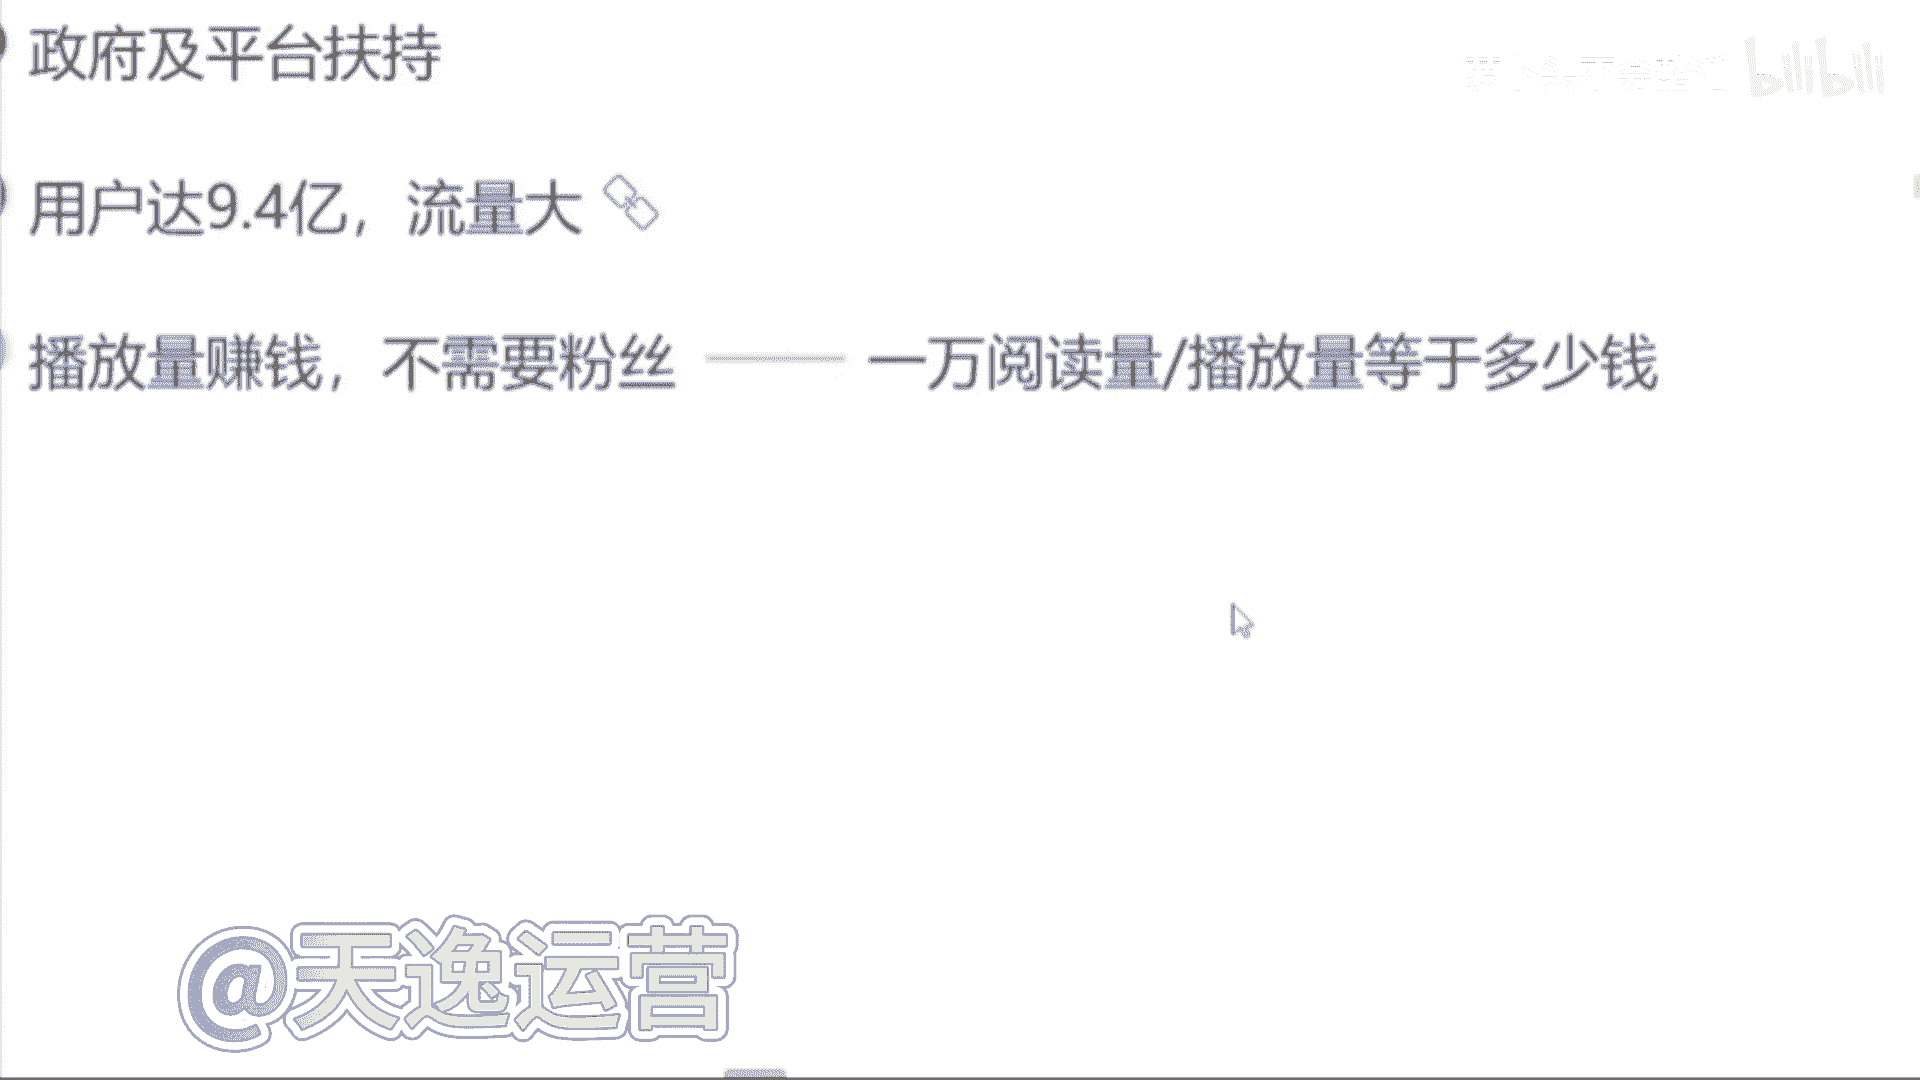 政府及平台扶持
bilibili
用户达9.4亿，流量大
播放量赚钱，不需要粉丝 一万阅读量/播放量等于多少钱
@天逸运营